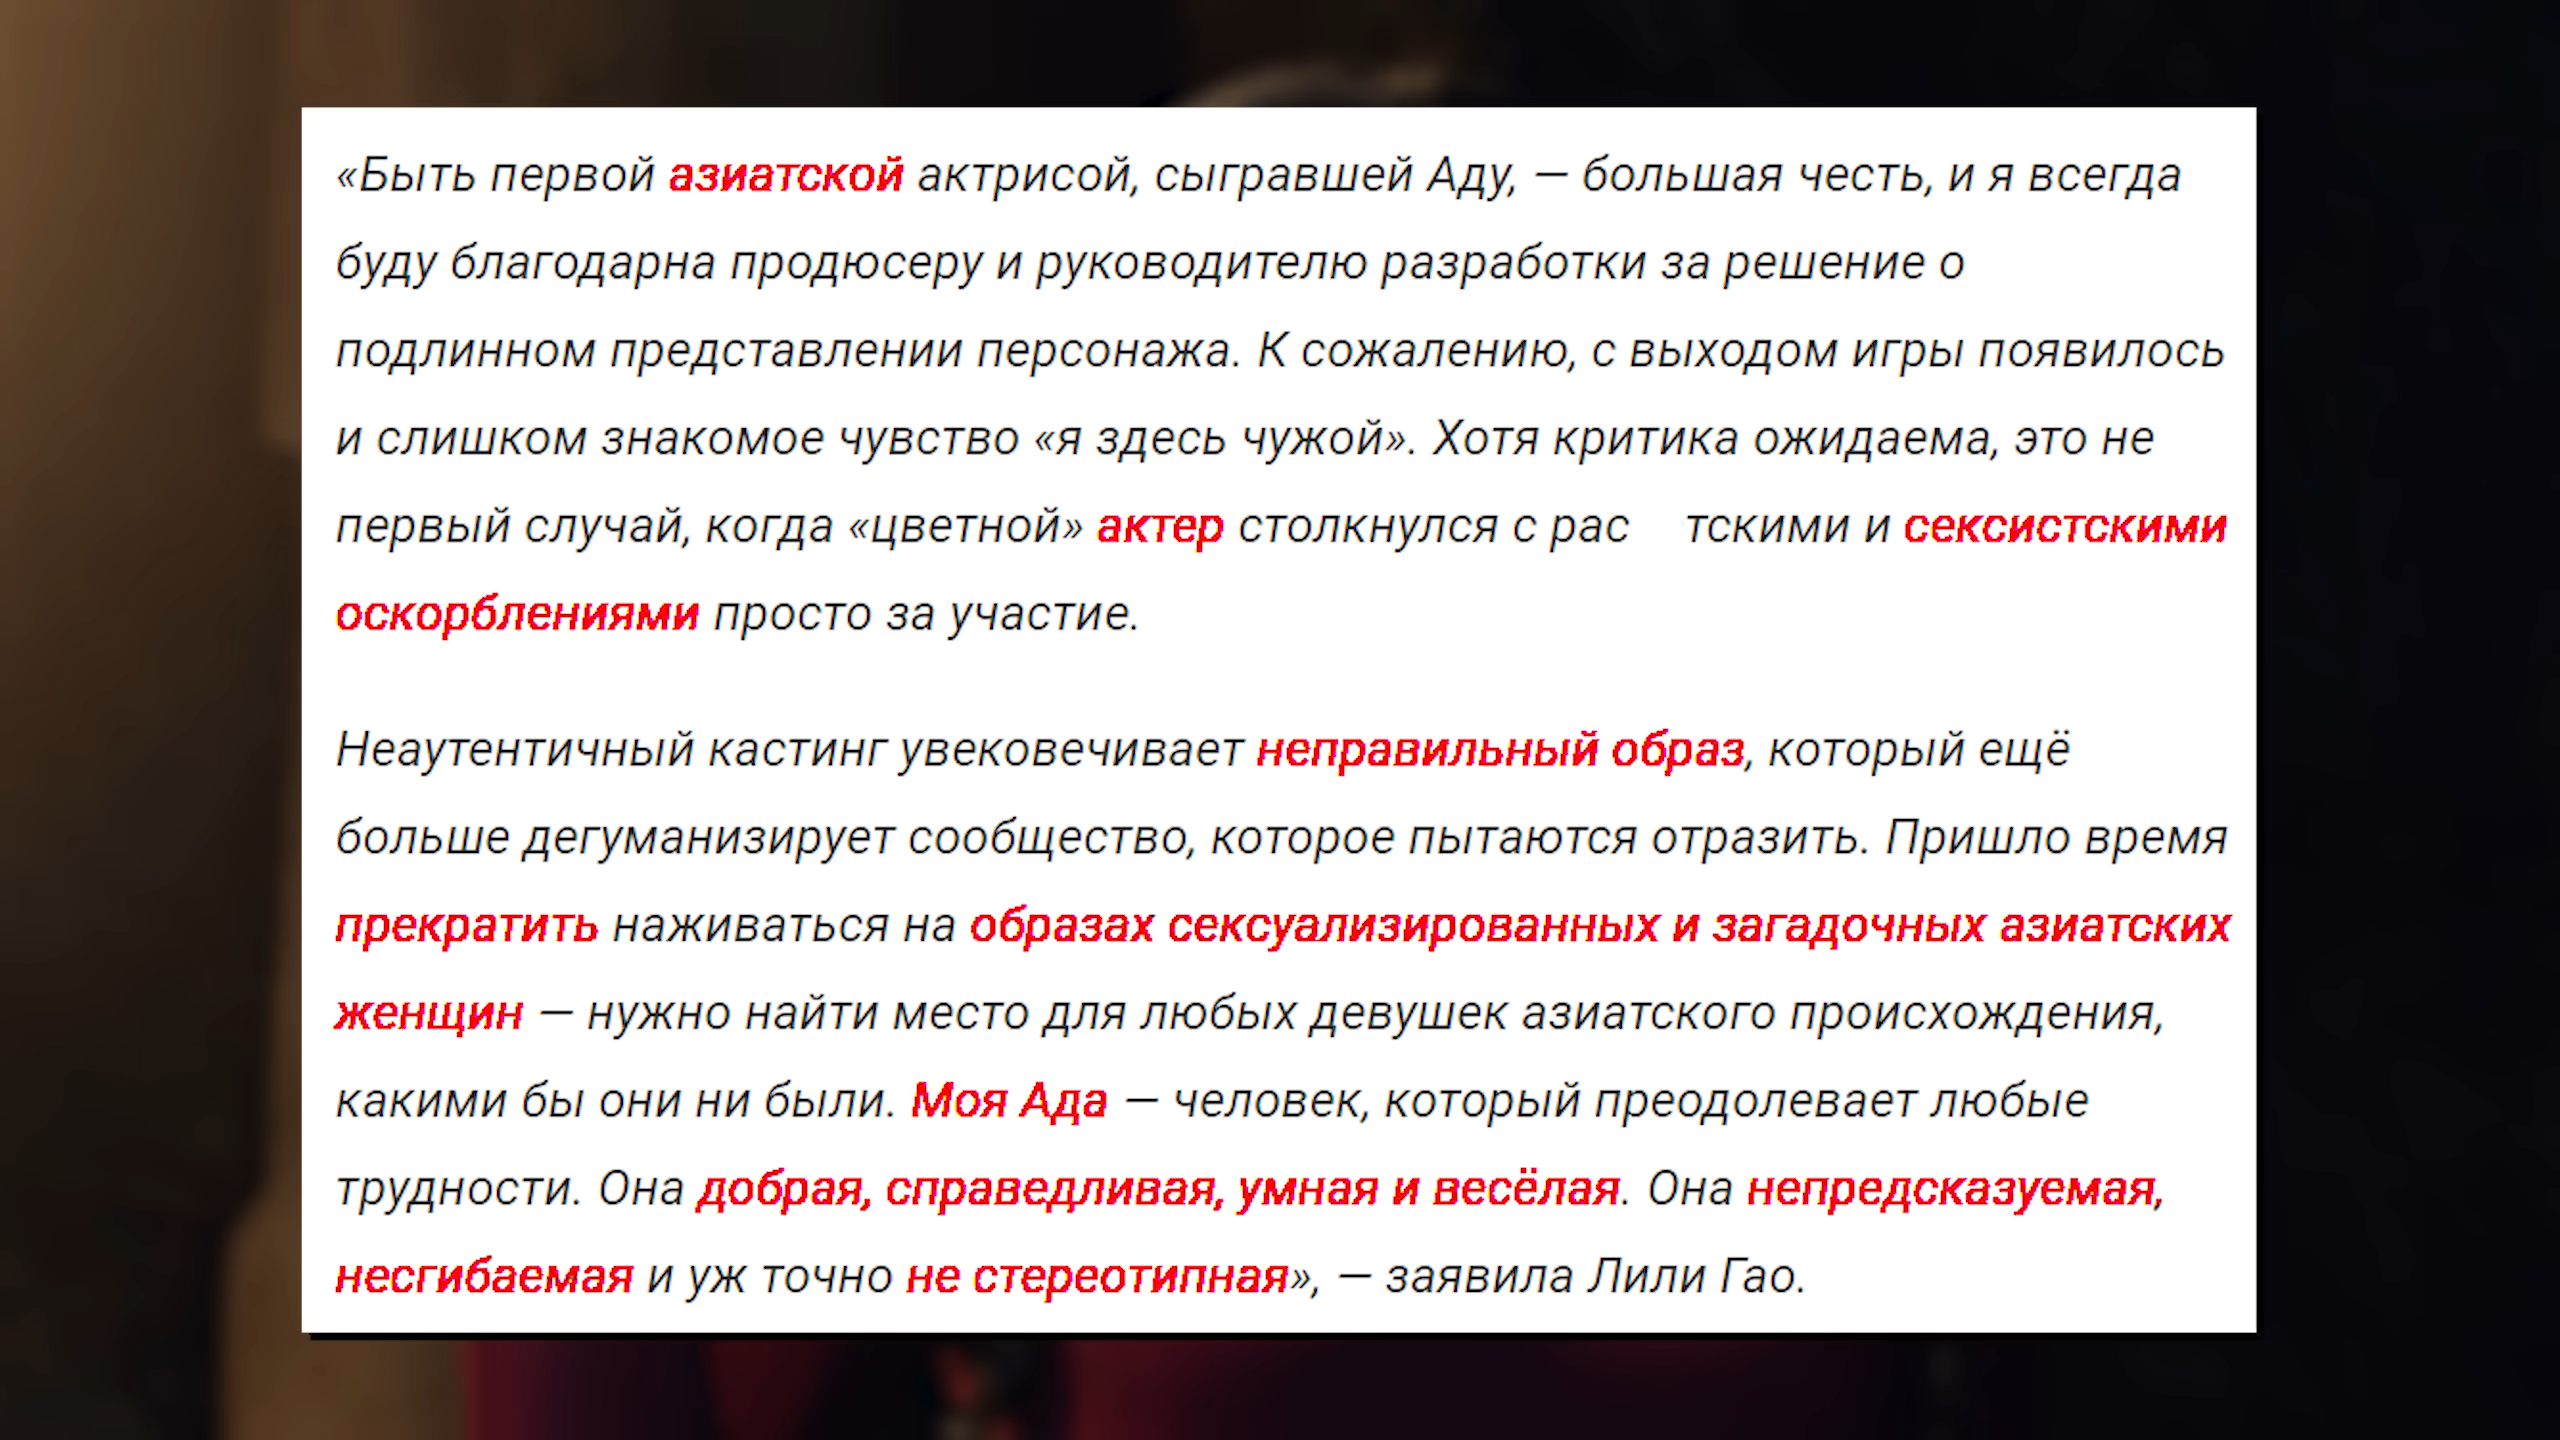 «Быть первой азиатской актрисой, сыгравшей Аду, — большая честь, и я всегда
буду благодарна продюсеру и руководителю разработки за решение о
подлинном представлении персонажа. К сожалению, с выходом игры появилось
и слишком знакомое чувство «я здесь чужой». Хотя критика ожидаема, это не
первый случай, когда «цветной» актер столкнулся с рас тскими и сексистскими
оскорблениями просто за участие.
Неаутентичный кастинг увековечивает неправильный образ, который ещё
больше дегуманизирует сообщество, которое пытаются отразить. Пришло время
прекратить наживаться на образах сексуализированных и загадочных азиатских
женщин — нужно найти место для любых девушек азиатского происхождения,
какими бы они ни были. Моя Ада — человек, который преодолевает любые
трудности. Она добрая, справедливая, умная и весёлая. Она непредсказуемая,
несгибаемая и уж точно не стереотипная», — заявила Лили Гао.